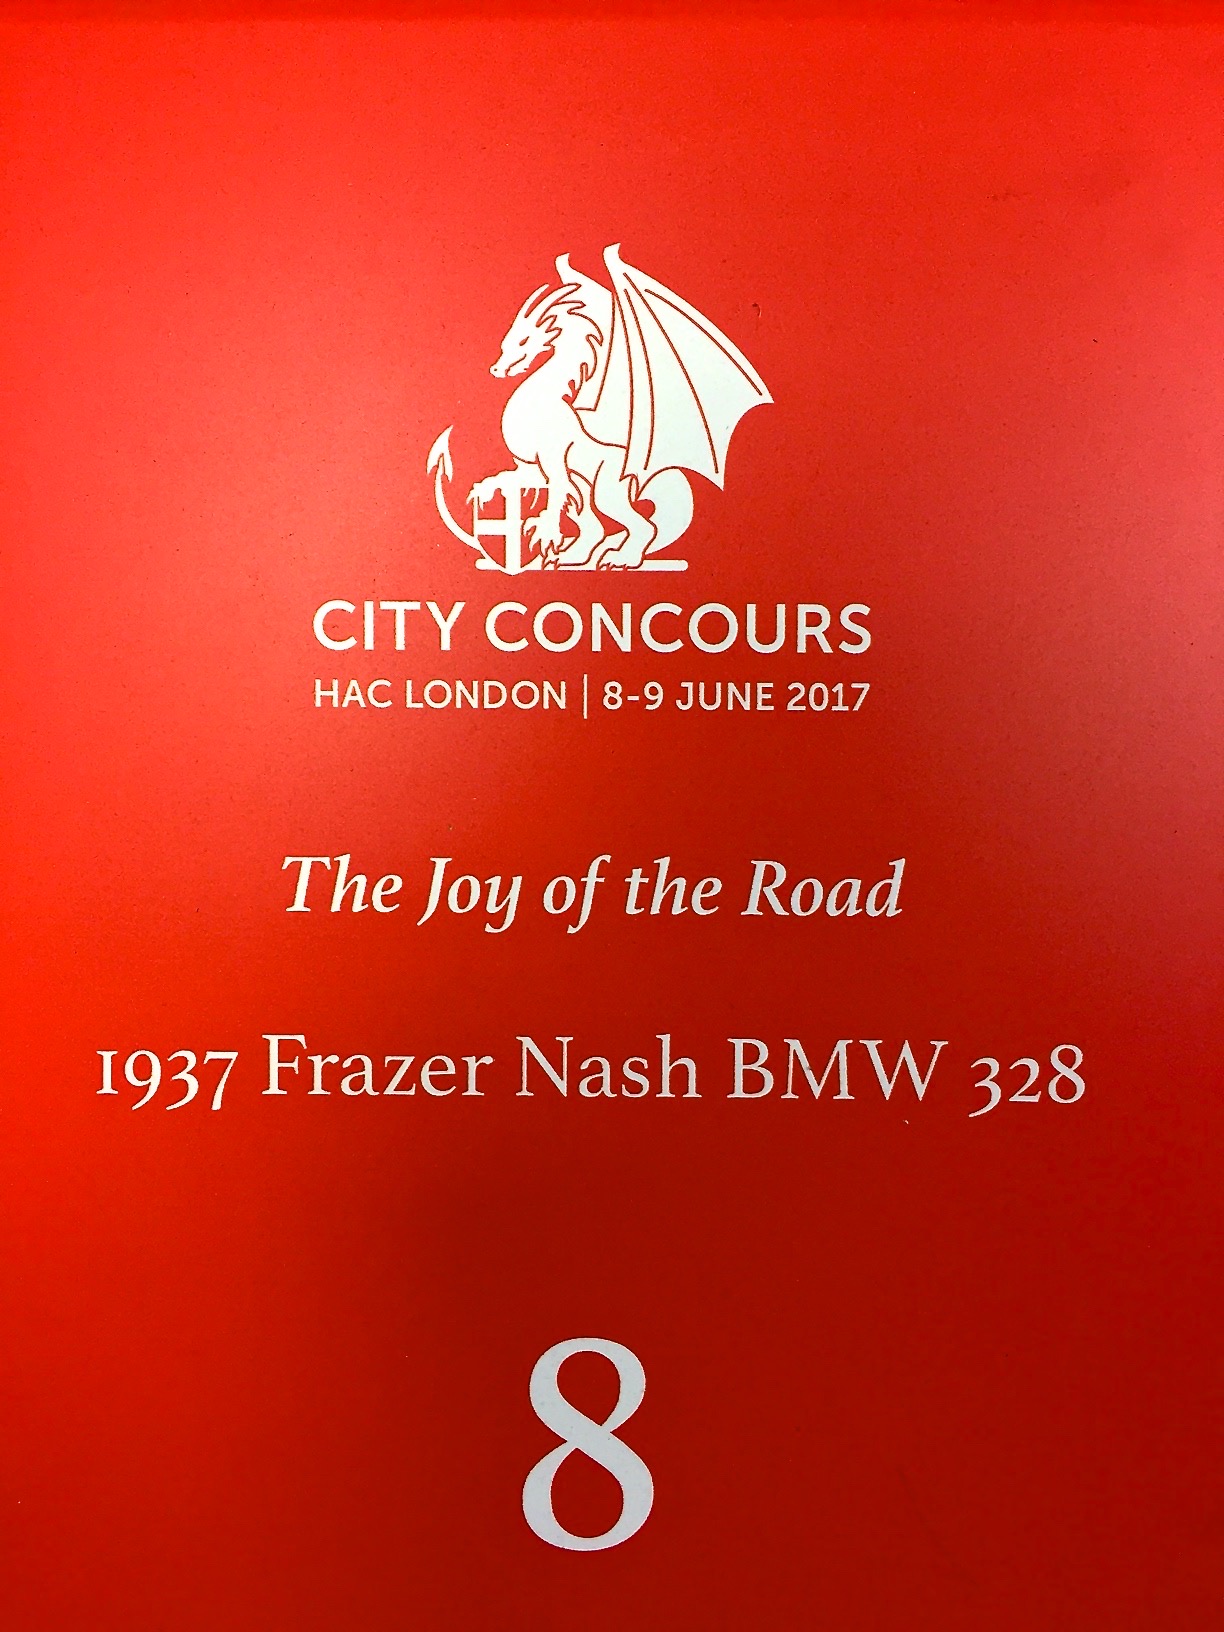 CITY CONCOURS
HAC LONDON | 8-9 JUNE 2017
The Joy of the Road
1937 Frazer Nash BMW 328
8